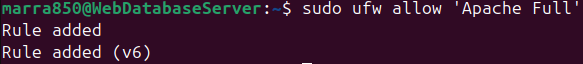 marra850@WebDatabaseServer:~$ sudo ufw allow 'Apache Full'
Rule added
Rule added (v6)